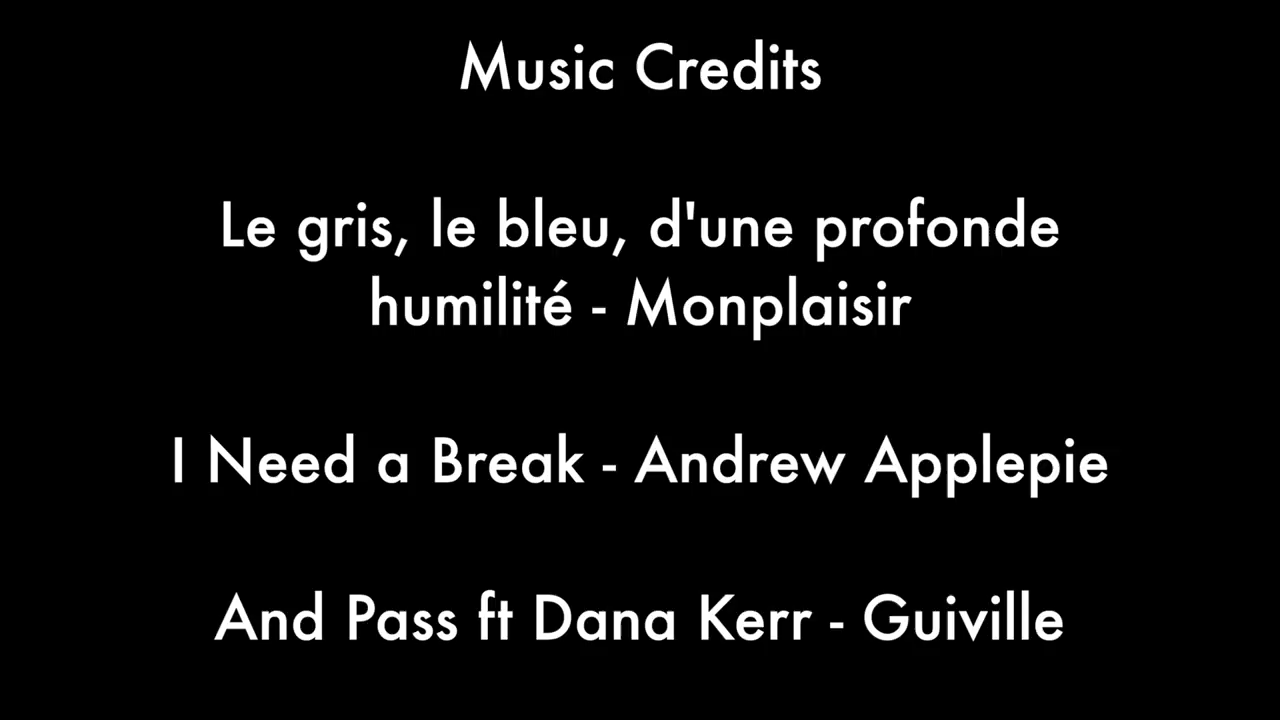 Music Credits
Le gris, le bleu, d'une profonde
humilité - Monplaisir
I Need a Break - Andrew Applepie
And Pass ft Dana Kerr - Guiville